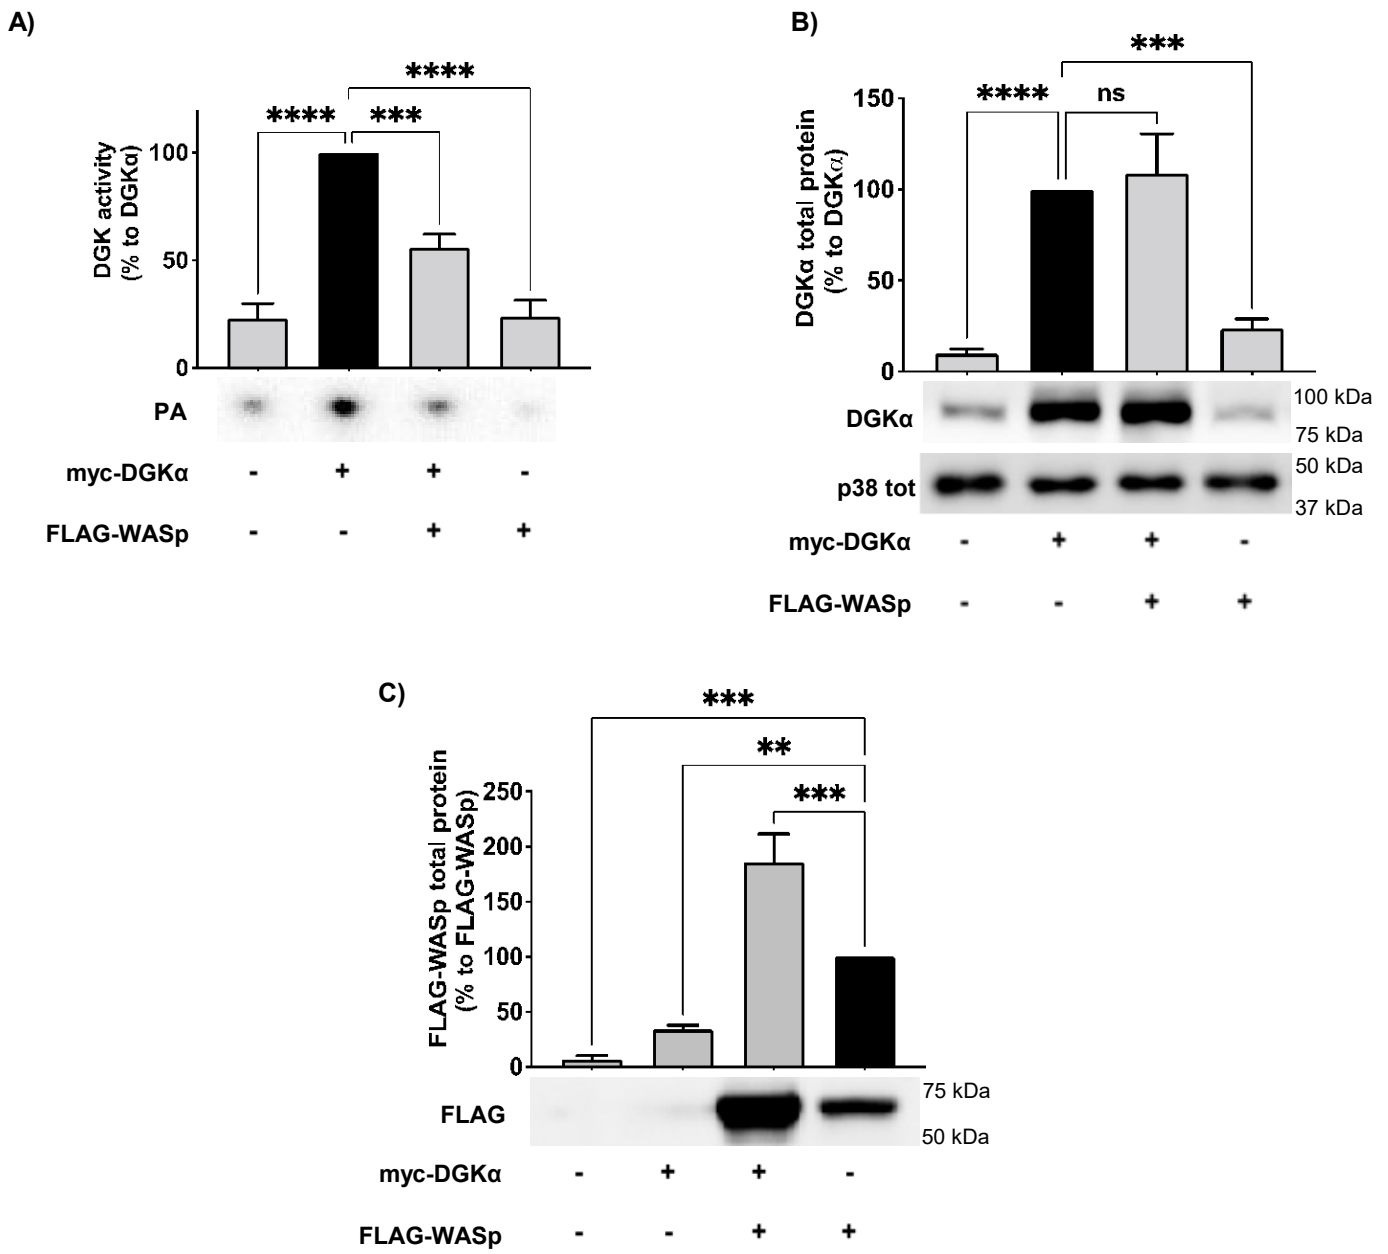 A)
****
**** ***
DGK activity
(% to DGKα)
100
50
0
PA
myc-DGKα - + + -
FLAG-WASp - - + +
B)
***
**** ns
DGKα total protein
(% to DGKα)
150
100
50
0
DGKα
100 kDa
75 kDa
p38 tot
50 kDa
37 kDa
myc-DGKα - + + -
FLAG-WASp - - + +
C)
***
**
***
FLAG-WASp total protein
(% to FLAG-WASp)
250
200
150
100
50
0
FLAG
75 kDa
50 kDa
myc-DGKα - + + -
FLAG-WASp - - + +